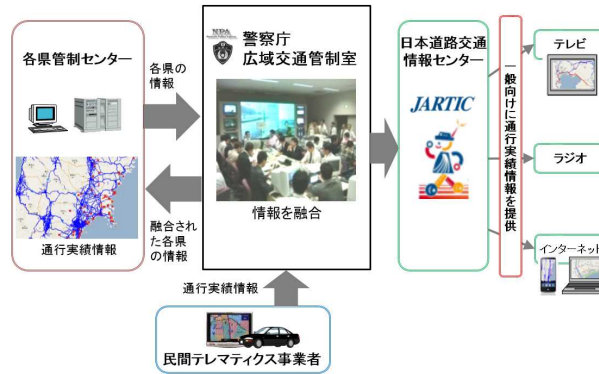 各県管制センター
通行実績情報
各県の
情報
融合され
た各県
の情報
NPA
警察庁
広域交通管制室
情報を融合
通行実績情報
民間テレマティクス事業者
日本道路交通
情報センター
JARTIC
一般向けに通行実績情報を提供
テレビ
ラジオ
インターネット